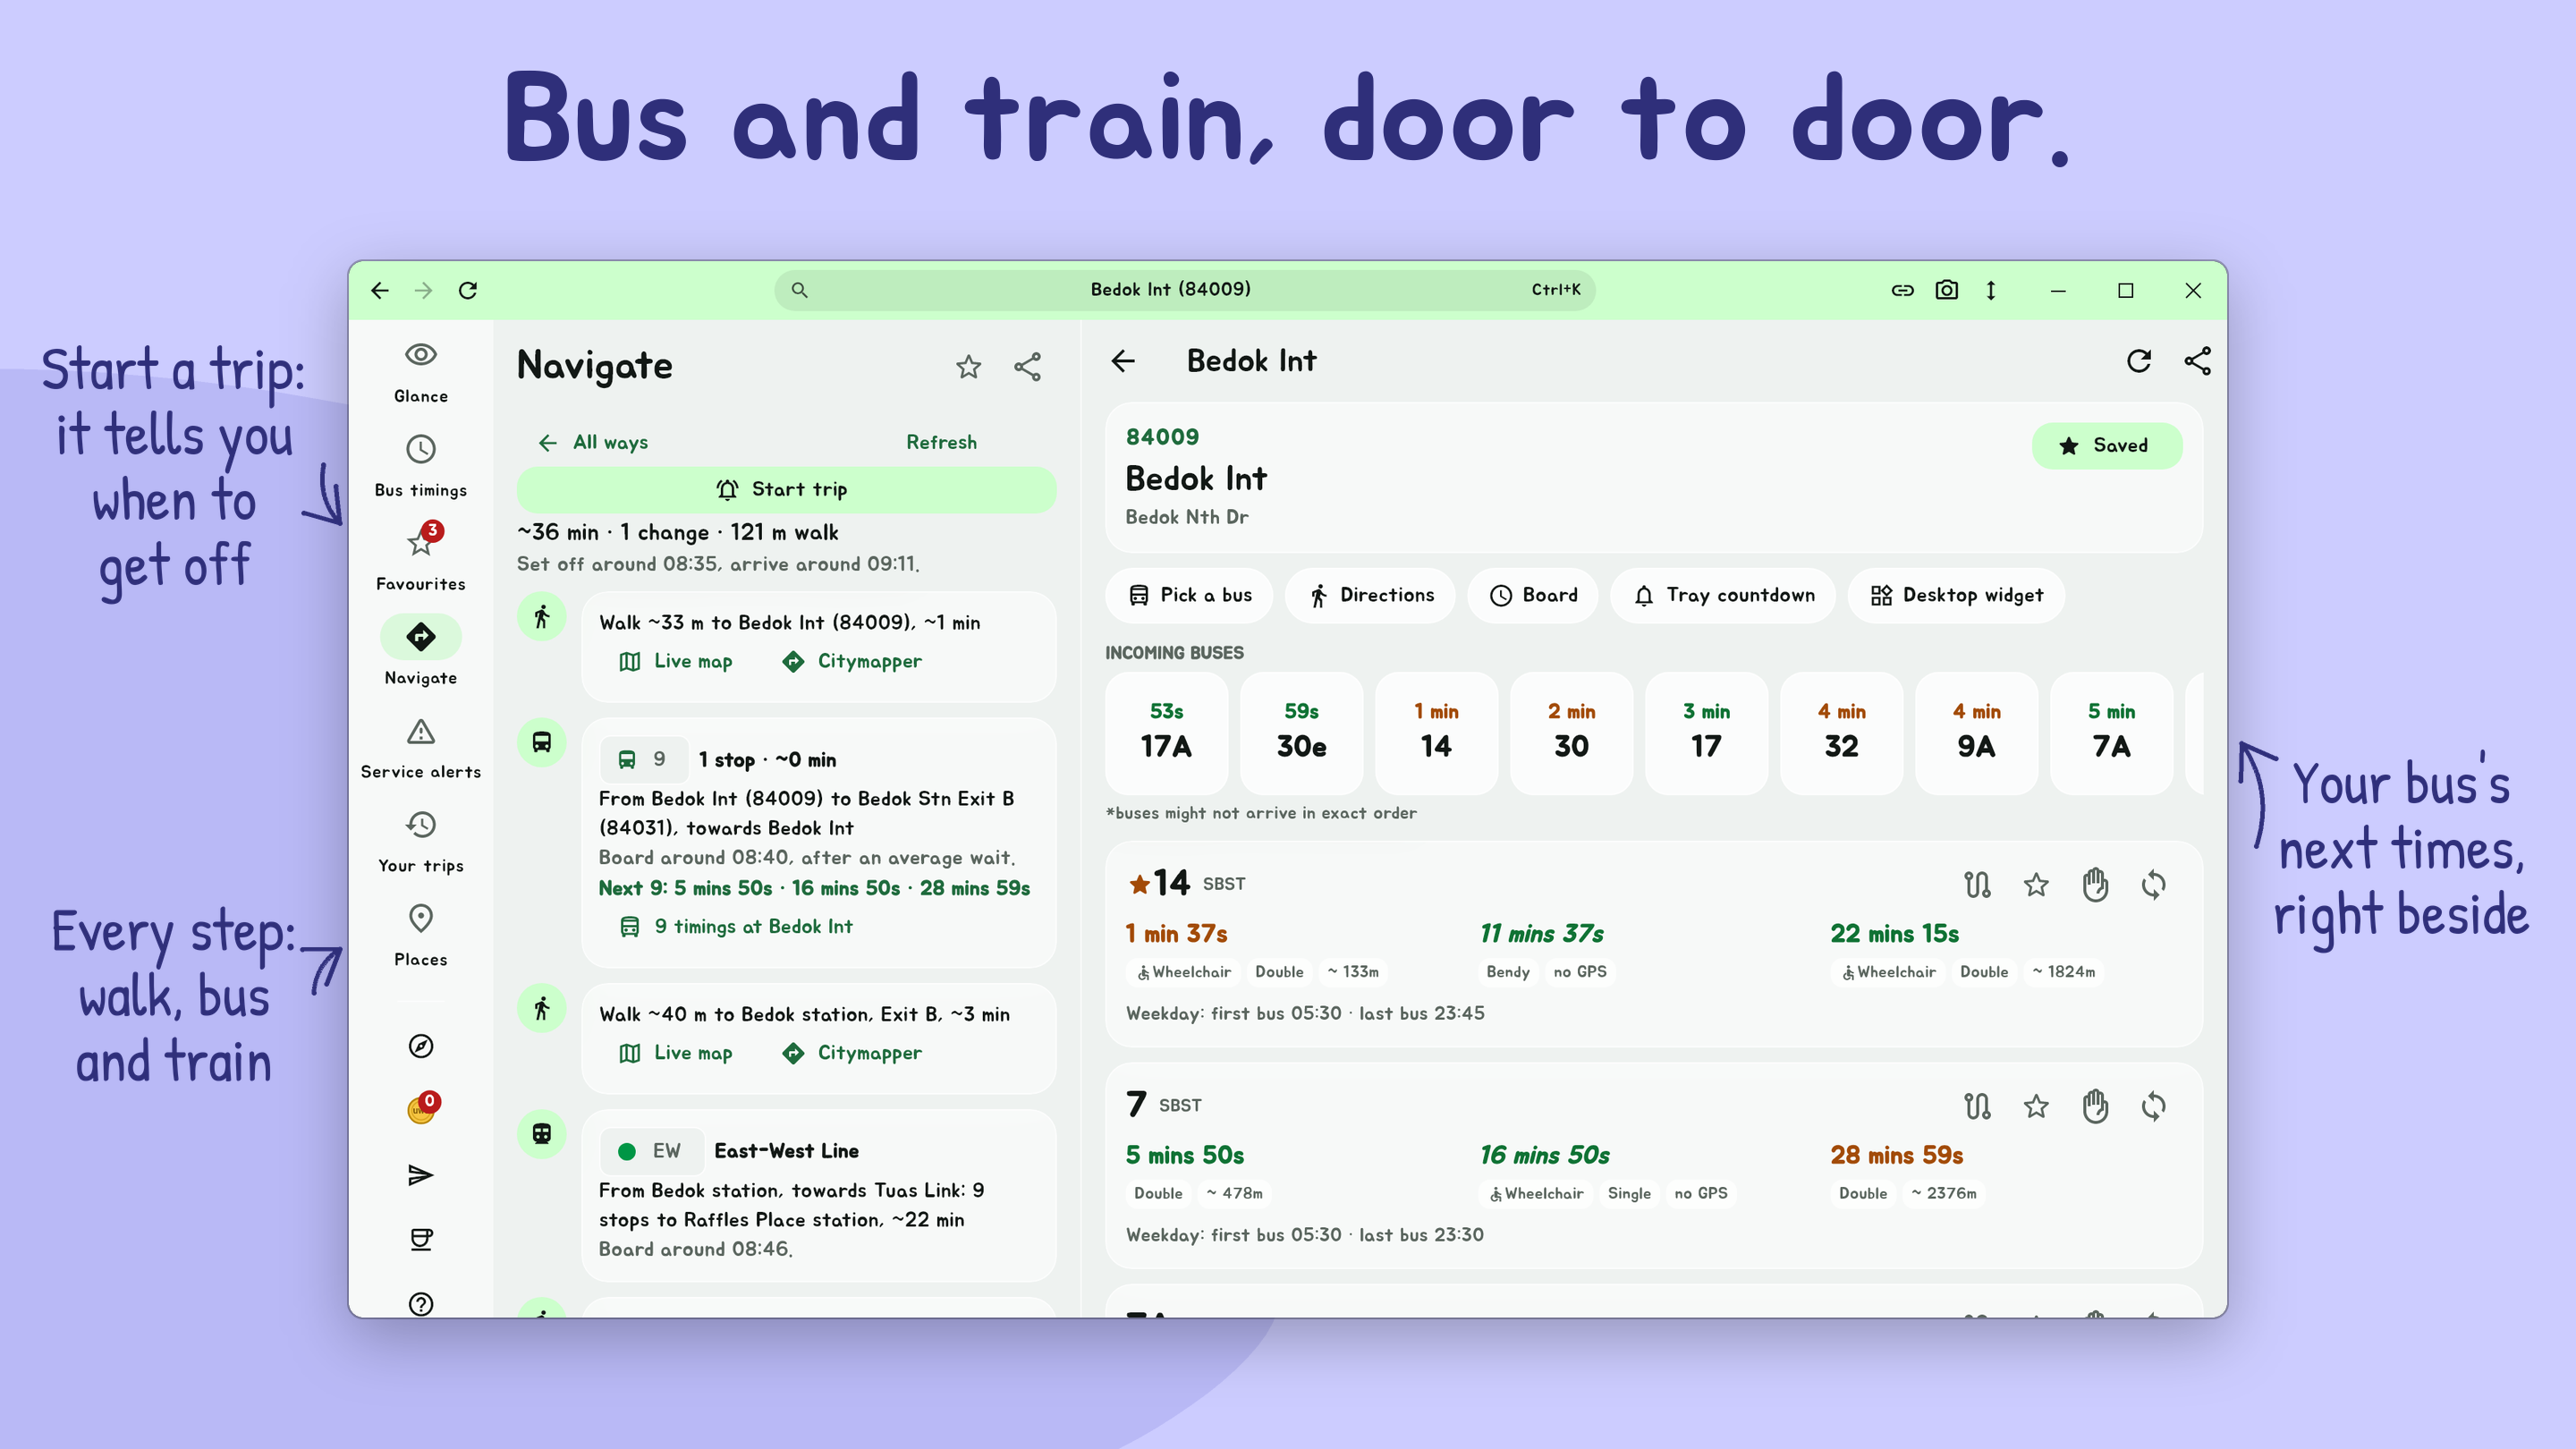 Bus and train, door to door.
Start a trip:
it tells you
when to
get off
Every step:
walk, bus
and train
Your bus's
next times,
right beside
Bedok Int (84009)
Ctrl+K
Glance
Bus timings
3
Favourites
Navigate
Service alerts
Your trips
Places
0
Navigate
All ways
Refresh
Start trip
~36 min · 1 change · 121 m walk
Set off around 08:35, arrive around 09:11.
Walk ~33 m to Bedok Int (84009), ~1 min
Live map
Citymapper
9
1 stop · ~0 min
From Bedok Int (84009) to Bedok Stn Exit B
(84031), towards Bedok Int
Board around 08:40, after an average wait.
Next 9: 5 mins 50s · 16 mins 50s · 28 mins 59s
9 timings at Bedok Int
Walk ~40 m to Bedok station, Exit B, ~3 min
Live map
Citymapper
EW
East-West Line
From Bedok station, towards Tuas Link: 9
stops to Raffles Place station, ~22 min
Board around 08:46.
Bedok Int
84009
Bedok Int
Bedok Nth Dr
Saved
Pick a bus
Directions
Board
Tray countdown
Desktop widget
INCOMING BUSES
53s 59s 1 min 2 min 3 min 4 min 4 min 5 min
17A 30e 14 30 17 32 9A 7A
*buses might not arrive in exact order
14 SBST
1 min 37s 11 mins 37s 22 mins 15s
Wheelchair Double ~ 133m Bendy no GPS Wheelchair Double ~ 1824m
Weekday: first bus 05:30 · last bus 23:45
7 SBST
5 mins 50s 16 mins 50s 28 mins 59s
Double ~ 478m Wheelchair Single no GPS Double ~ 2376m
Weekday: first bus 05:30 · last bus 23:30